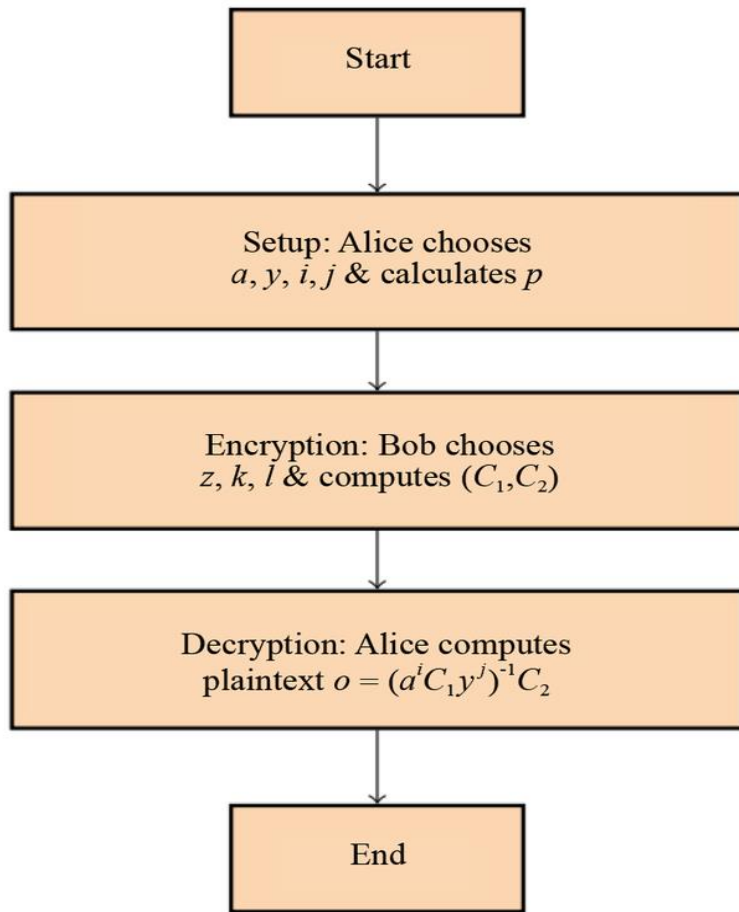 Start
Setup: Alice chooses
a, y, i, j & calculates p
Encryption: Bob chooses
z, k, l & computes (C₁,C₂)
Decryption: Alice computes
plaintext o = (aⁱC₁yʲ)⁻¹C₂
End